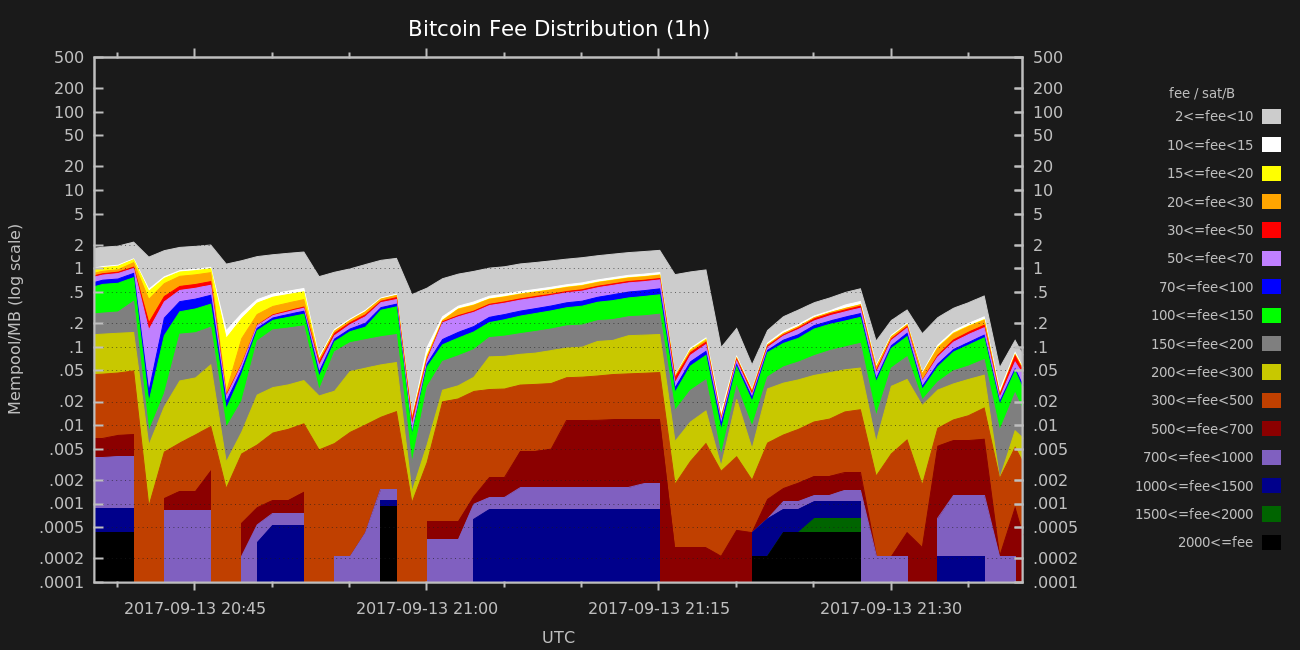 Bitcoin Fee Distribution (1h)
Mempool/MB (log scale)
500
200
100
50
20
10
5
2
1
.5
.2
.1
.05
.02
.01
.005
.002
.001
.0005
.0002
.0001
500
200
100
50
20
10
5
2
1
.5
.2
.1
.05
.02
.01
.005
.002
.001
.0005
.0002
.0001
2017-09-13 20:45
2017-09-13 21:00
2017-09-13 21:15
2017-09-13 21:30
UTC
fee / sat/B
2<=fee<10
10<=fee<15
15<=fee<20
20<=fee<30
30<=fee<50
50<=fee<70
70<=fee<100
100<=fee<150
150<=fee<200
200<=fee<300
300<=fee<500
500<=fee<700
700<=fee<1000
1000<=fee<1500
1500<=fee<2000
2000<=fee